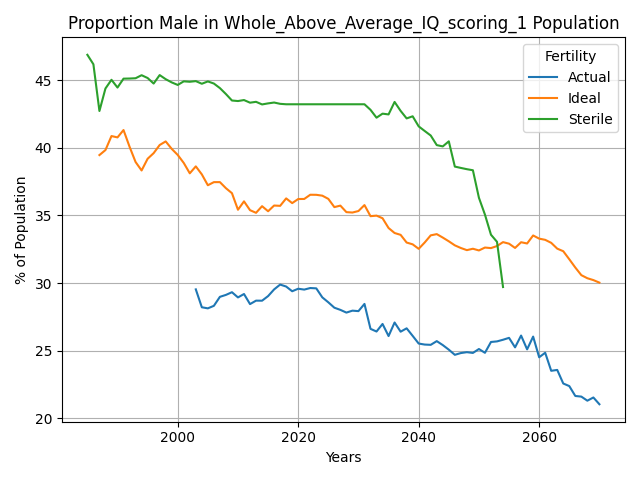 Proportion Male in Whole_Above_Average_IQ_scoring_1 Population
Fertility
Actual
Ideal
Sterile
% of Population
45
40
35
30
25
20
2000
2020
2040
2060
Years